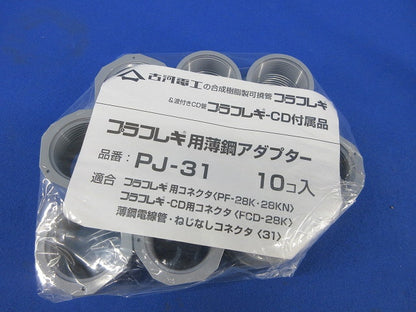 古河電工の合成樹脂製可撓管プラフレキ
&波付きCD管プラフレキ-CD付属品
プラフレキ用薄鋼アダプター
品番：PJ-31 10コ入
適合 プラフレキ用コネクタ〈PF-28K・28KN〉
プラフレキ-CD用コネクタ〈FCD-28K〉
薄鋼電線管・ねじなしコネクタ〈31〉